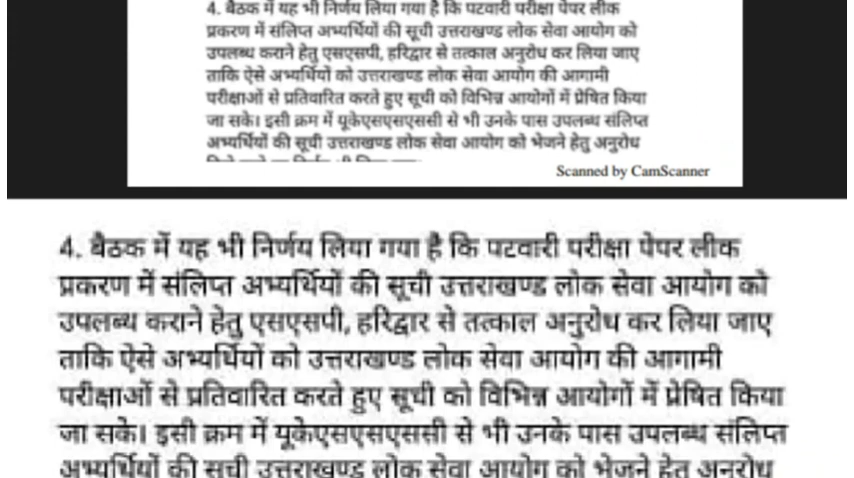 4. बैठक में यह भी निर्णय लिया गया है कि पटवारी परीक्षा पेपर लीक
प्रकरण में संलिप्त अभ्यर्थियों की सूची उत्तराखण्ड लोक सेवा आयोग को
उपलब्ध कराने हेतु एसएसपी, हरिद्वार से तत्काल अनुरोध कर लिया जाए
ताकि ऐसे अभ्यर्थियों को उत्तराखण्ड लोक सेवा आयोग की आगामी
परीक्षाओं से प्रतिवारित करते हुए सूची को विभिन्न आयोगों में प्रेषित किया
जा सके। इसी क्रम में यूकेएसएसएससी से भी उनके पास उपलब्ध संलिप्त
अभ्यर्थियों की सूची उत्तराखण्ड लोक सेवा आयोग को भेजने हेतु अनुरोध
Scanned by CamScanner
4. बैठक में यह भी निर्णय लिया गया है कि पटवारी परीक्षा पेपर लीक
प्रकरण में संलिप्त अभ्यर्थियों की सूची उत्तराखण्ड लोक सेवा आयोग को
उपलब्ध कराने हेतु एसएसपी, हरिद्वार से तत्काल अनुरोध कर लिया जाए
ताकि ऐसे अभ्यर्थियों को उत्तराखण्ड लोक सेवा आयोग की आगामी
परीक्षाओं से प्रतिवारित करते हुए सूची को विभिन्न आयोगों में प्रेषित किया
जा सके। इसी क्रम में यूकेएसएसएससी से भी उनके पास उपलब्ध संलिप्त
अभ्यर्थियों की सूची उत्तराखण्ड लोक सेवा आयोग को भेजने हेतु अनुरोध